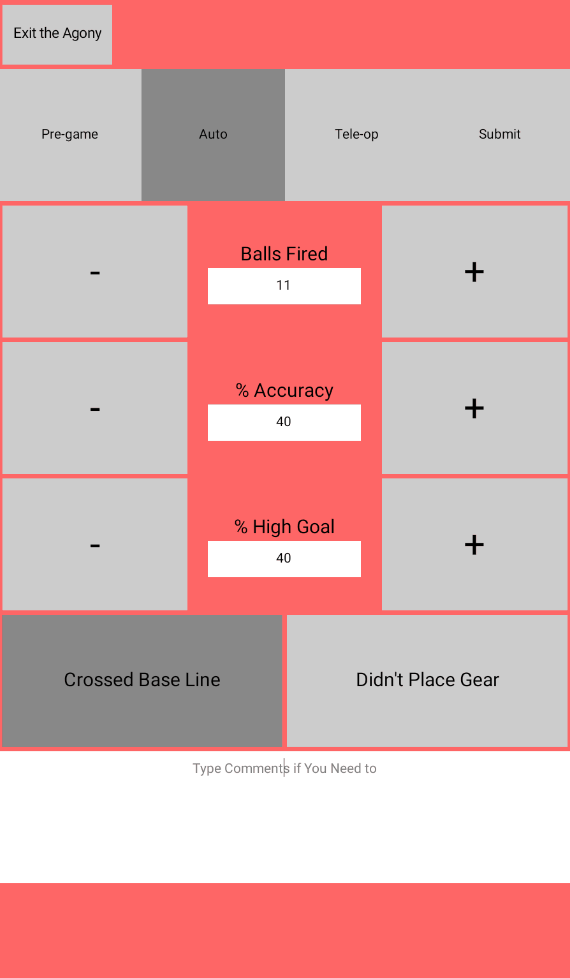 Exit the Agony
Pre-game Auto Tele-op Submit
Balls Fired
- 11 +
% Accuracy
- 40 +
% High Goal
- 40 +
Crossed Base Line Didn't Place Gear
Type Comments if You Need to